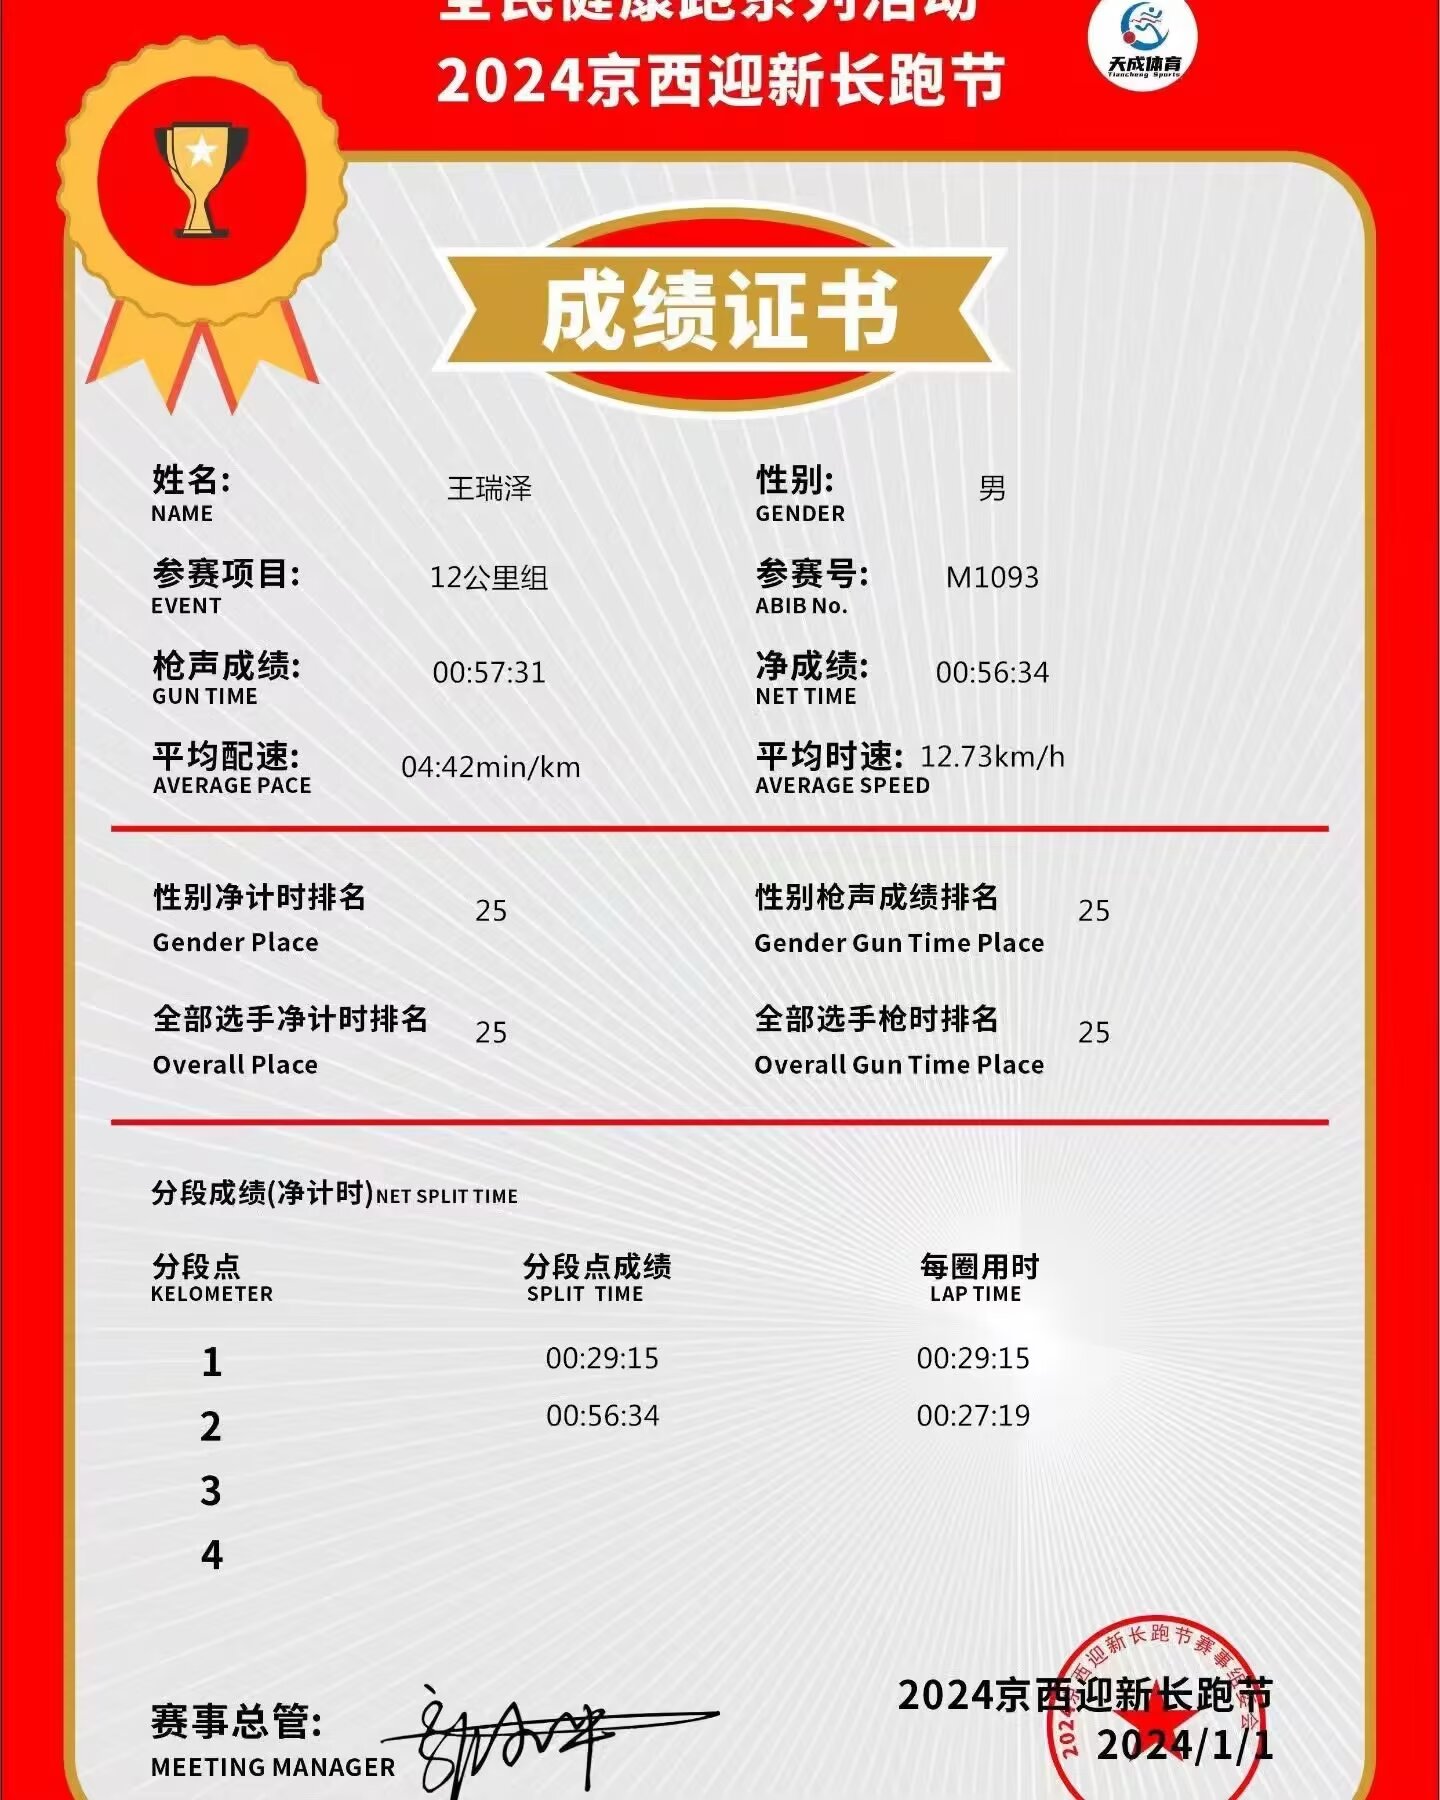 全民健康跑系列活动
2024京西迎新长跑节
天成体育
Tiancheng Sports
成绩证书
姓名: 王瑞泽 性别: 男
NAME GENDER
参赛项目: 12公里组 参赛号: M1093
EVENT ABIB No.
枪声成绩: 00:57:31 净成绩: 00:56:34
GUN TIME NET TIME
平均配速: 04:42min/km 平均时速: 12.73km/h
AVERAGE PACE AVERAGE SPEED
性别净计时排名 25 性别枪声成绩排名 25
Gender Place Gender Gun Time Place
全部选手净计时排名 25 全部选手枪时排名 25
Overall Place Overall Gun Time Place
分段成绩(净计时)NET SPLIT TIME
分段点 分段点成绩 每圈用时
KELOMETER SPLIT TIME LAP TIME
1 00:29:15 00:29:15
2 00:56:34 00:27:19
3
4
2024京西迎新长跑节赛事组委会
赛事总管: 2024京西迎新长跑节
MEETING MANAGER 2024/1/1